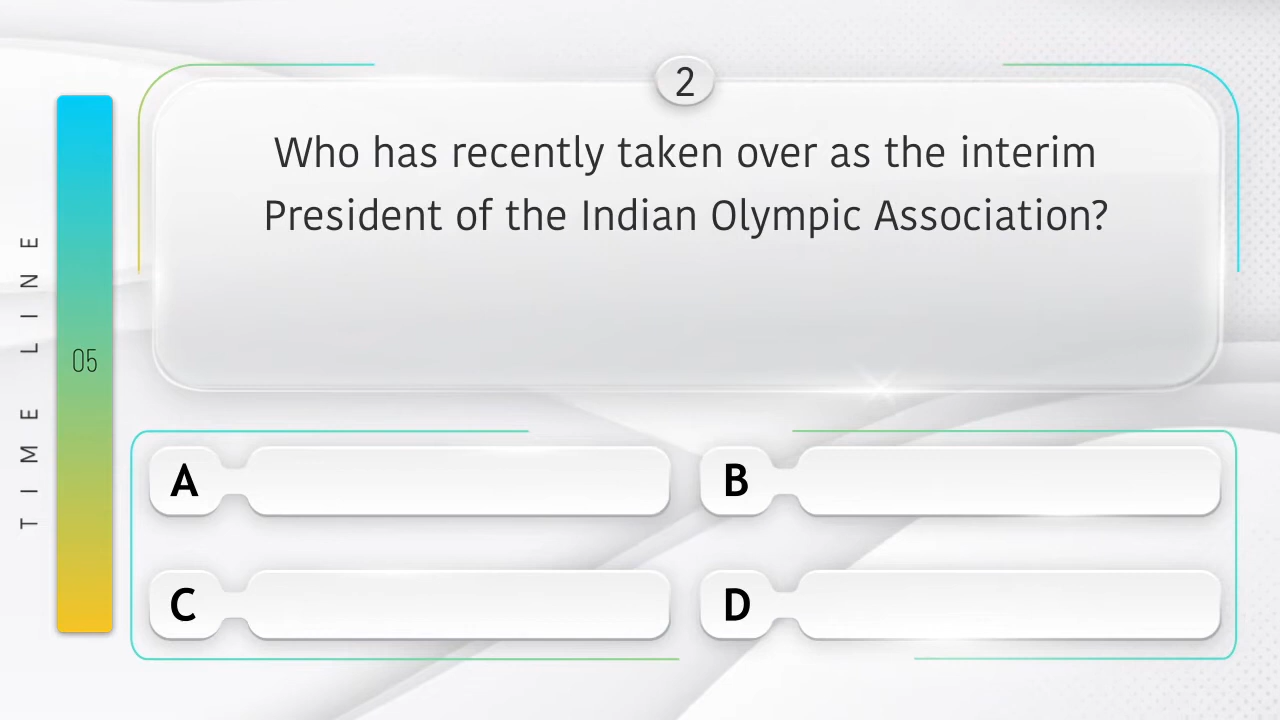 2
Who has recently taken over as the interim
President of the Indian Olympic Association?
TIME LINE
05
A
B
C
D